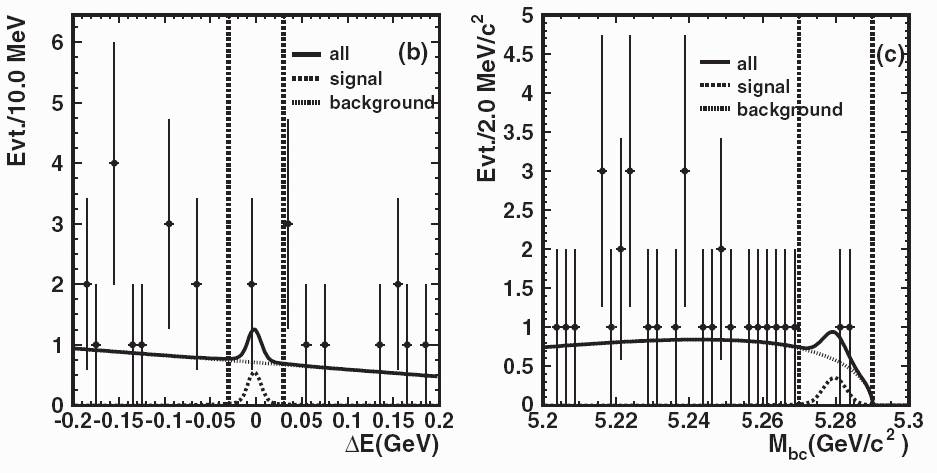 Evt./10.0 MeV
6
5
4
3
2
1
0
-0.2 -0.15 -0.1 -0.05 0 0.05 0.1 0.15 0.2
ΔE(GeV)
(b)
all
signal
background
Evt./2.0 MeV/c²
5
4.5
4
3.5
3
2.5
2
1.5
1
0.5
0
5.2 5.22 5.24 5.26 5.28 5.3
M_bc(GeV/c²)
(c)
all
signal
background